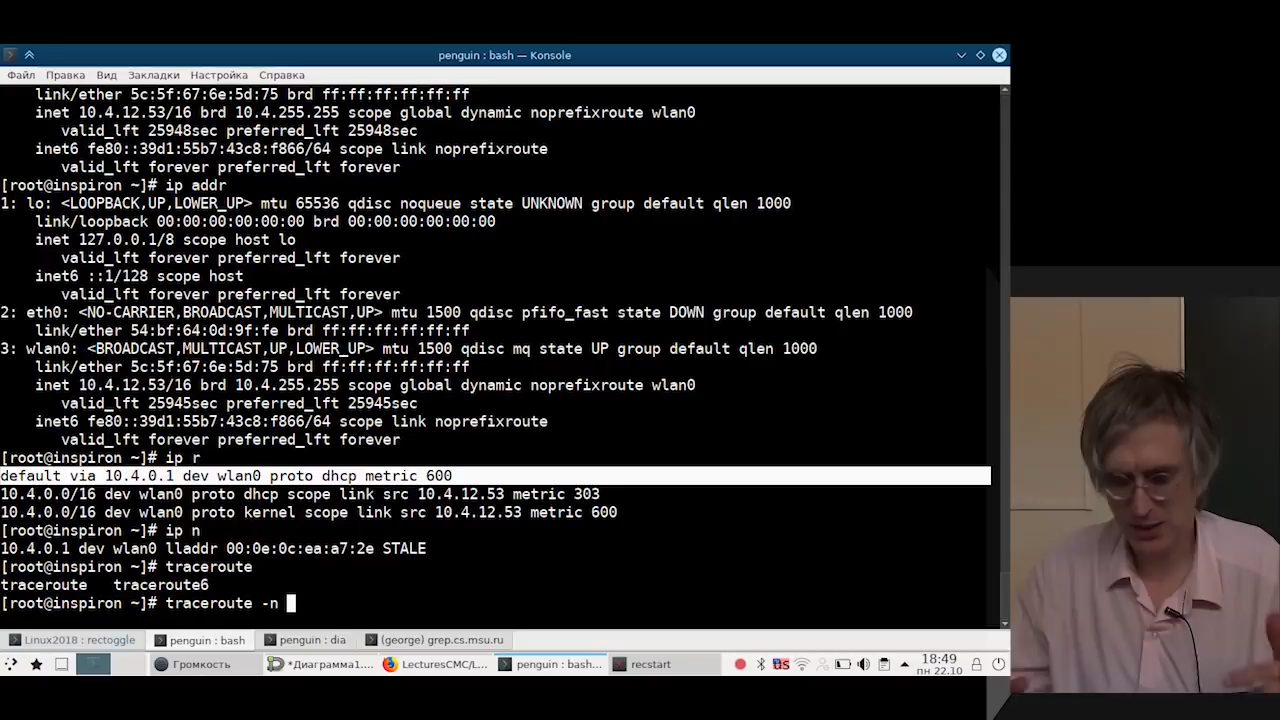 penguin : bash — Konsole
Файл Правка Вид Закладки Настройка Справка
link/ether 5c:5f:67:6e:5d:75 brd ff:ff:ff:ff:ff:ff
inet 10.4.12.53/16 brd 10.4.255.255 scope global dynamic noprefixroute wlan0
valid_lft 25948sec preferred_lft 25948sec
inet6 fe80::39d1:55b7:43c8:f866/64 scope link noprefixroute
valid_lft forever preferred_lft forever
[root@inspiron ~]# ip addr
1: lo: <LOOPBACK,UP,LOWER_UP> mtu 65536 qdisc noqueue state UNKNOWN group default qlen 1000
link/loopback 00:00:00:00:00:00 brd 00:00:00:00:00:00
inet 127.0.0.1/8 scope host lo
valid_lft forever preferred_lft forever
inet6 ::1/128 scope host
valid_lft forever preferred_lft forever
2: eth0: <NO-CARRIER,BROADCAST,MULTICAST,UP> mtu 1500 qdisc pfifo_fast state DOWN group default qlen 1000
link/ether 54:bf:64:0d:9f:fe brd ff:ff:ff:ff:ff:ff
3: wlan0: <BROADCAST,MULTICAST,UP,LOWER_UP> mtu 1500 qdisc mq state UP group default qlen 1000
link/ether 5c:5f:67:6e:5d:75 brd ff:ff:ff:ff:ff:ff
inet 10.4.12.53/16 brd 10.4.255.255 scope global dynamic noprefixroute wlan0
valid_lft 25945sec preferred_lft 25945sec
inet6 fe80::39d1:55b7:43c8:f866/64 scope link noprefixroute
valid_lft forever preferred_lft forever
[root@inspiron ~]# ip r
default via 10.4.0.1 dev wlan0 proto dhcp metric 600
10.4.0.0/16 dev wlan0 proto dhcp scope link src 10.4.12.53 metric 303
10.4.0.0/16 dev wlan0 proto kernel scope link src 10.4.12.53 metric 600
[root@inspiron ~]# ip n
10.4.0.1 dev wlan0 lladdr 00:0e:0c:ea:a7:2e STALE
[root@inspiron ~]# traceroute
traceroute traceroute6
[root@inspiron ~]# traceroute -n
Linux2018 : rectoggle penguin : bash penguin : dia (george) grep.cs.msu.ru
Громкость *Диаграмма1.... LecturesCMC/L... penguin : bash... recstart US 18:49
пн 22.10